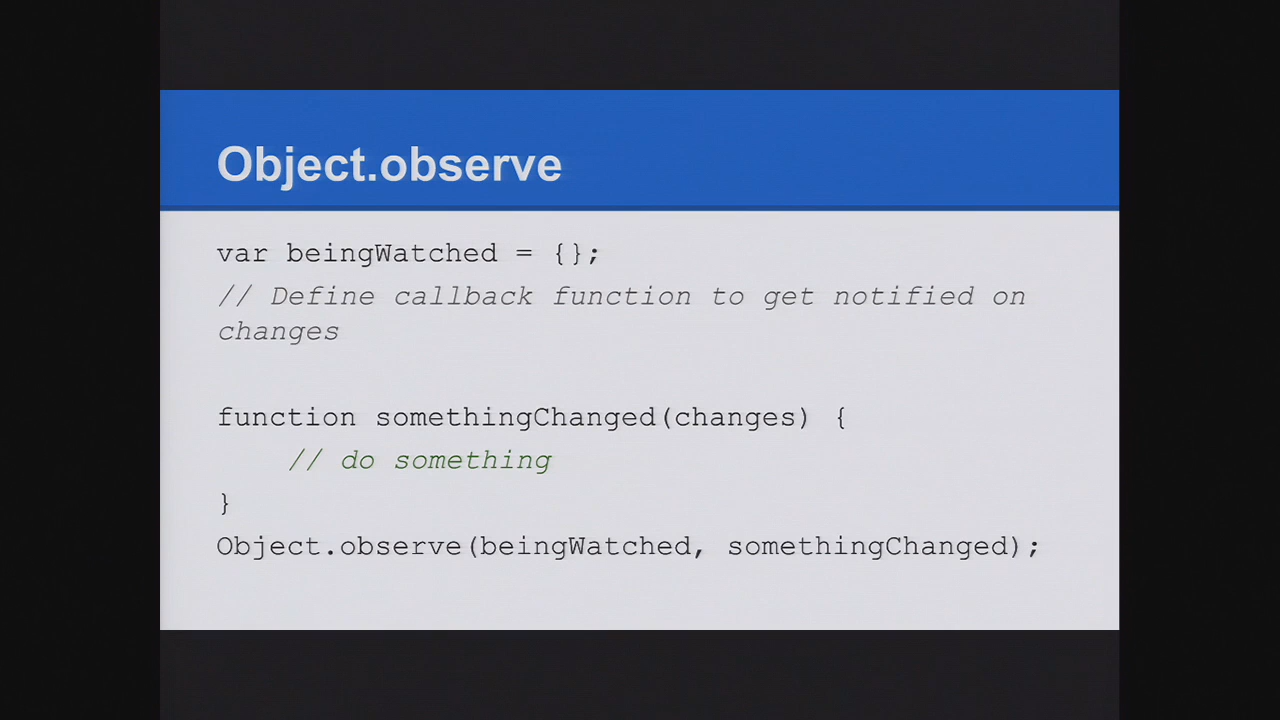 Object.observe
var beingWatched = {};
// Define callback function to get notified on
changes
function somethingChanged(changes) {
// do something
}
Object.observe(beingWatched, somethingChanged);